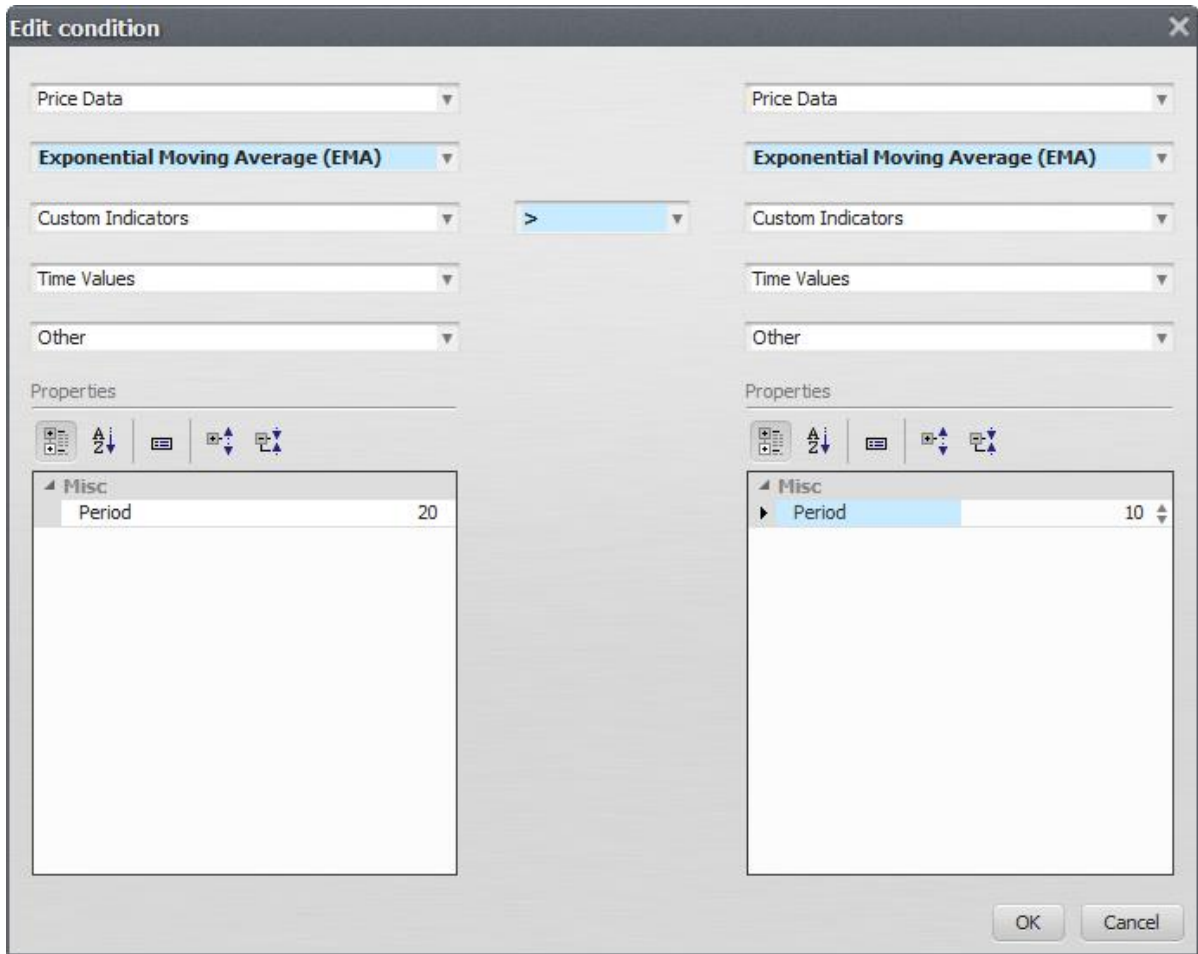 Edit condition
Price Data
Price Data
Exponential Moving Average (EMA)
Exponential Moving Average (EMA)
Custom Indicators
>
Custom Indicators
Time Values
Time Values
Other
Other
Properties
Properties
Misc
Misc
Period 20
Period 10
OK
Cancel